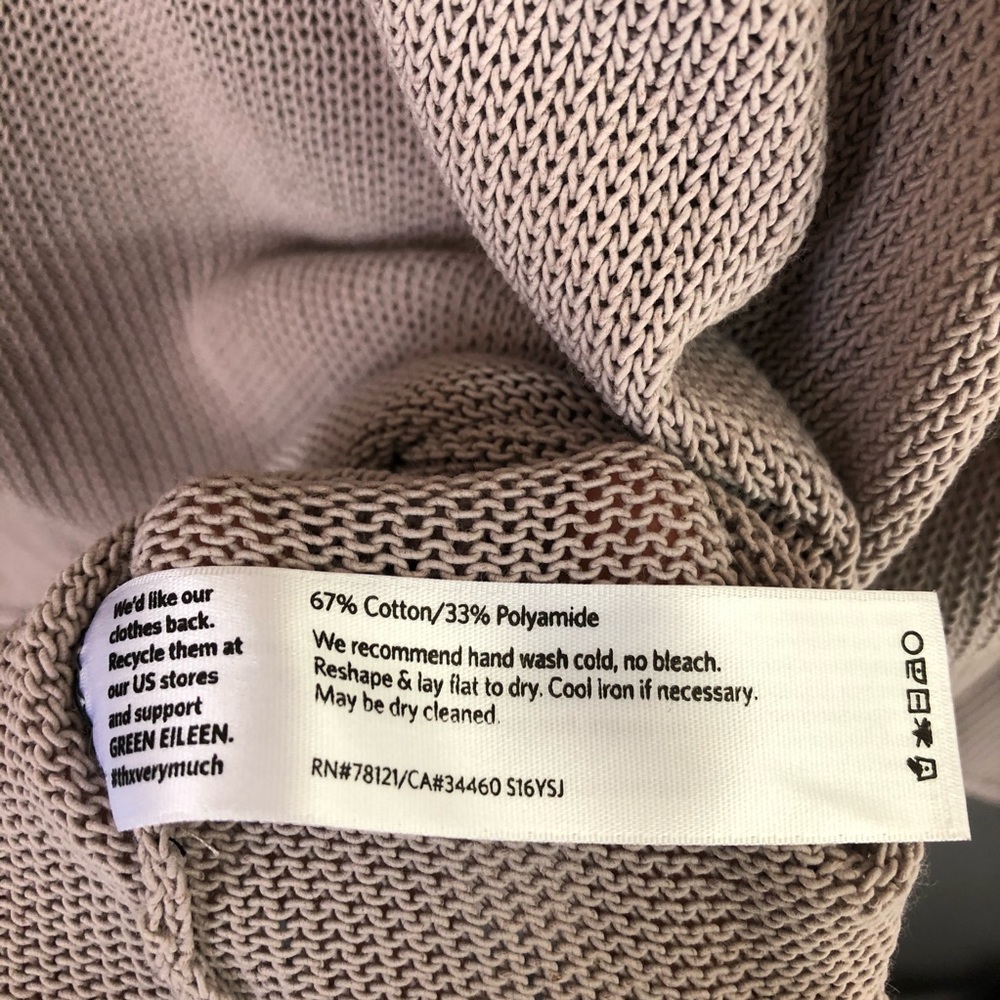 We'd like our
clothes back.
Recycle them at
our US stores
and support
GREEN EILEEN.
#thxverymuch
67% Cotton/33% Polyamide
We recommend hand wash cold, no bleach.
Reshape & lay flat to dry. Cool iron if necessary.
May be dry cleaned.
RN#78121/CA#34460 S16YSJ